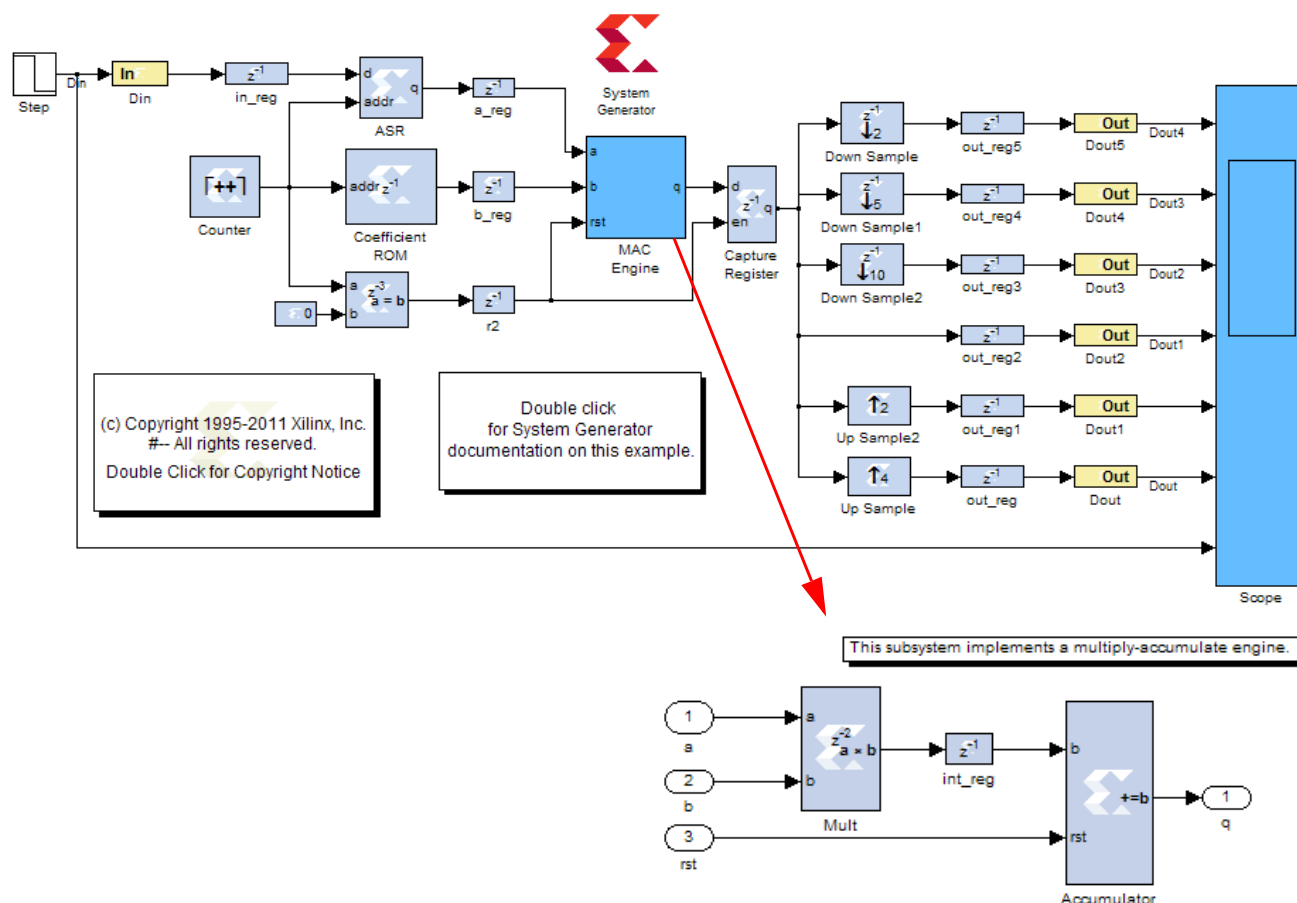 System
Generator
Step
Din
In
Din
z-1
in_reg
d
addr
q
ASR
z-1
a_reg
++
Counter
addr
z-1
Coefficient
ROM
z-1
b_reg
0
a
b
z-3
a = b
z-1
r2
a
b
rst
q
MAC
Engine
d
en
z-1
q
Capture
Register
z-1
↓2
Down Sample
z-1
out_reg5
Out
Dout5
Dout4
z-1
↓5
Down Sample1
z-1
out_reg4
Out
Dout4
Dout3
z-1
↓10
Down Sample2
z-1
out_reg3
Out
Dout3
Dout2
z-1
out_reg2
Out
Dout2
Dout1
↑2
Up Sample2
z-1
out_reg1
Out
Dout1
↑4
Up Sample
z-1
out_reg
Out
Dout
Dout
Scope
(c) Copyright 1995-2011 Xilinx, Inc.
#-- All rights reserved.
Double Click for Copyright Notice
Double click
for System Generator
documentation on this example.
This subsystem implements a multiply-accumulate engine.
1
a
2
b
3
rst
a
b
z-2
a × b
Mult
z-1
int_reg
b
rst
+=b
Accumulator
1
q